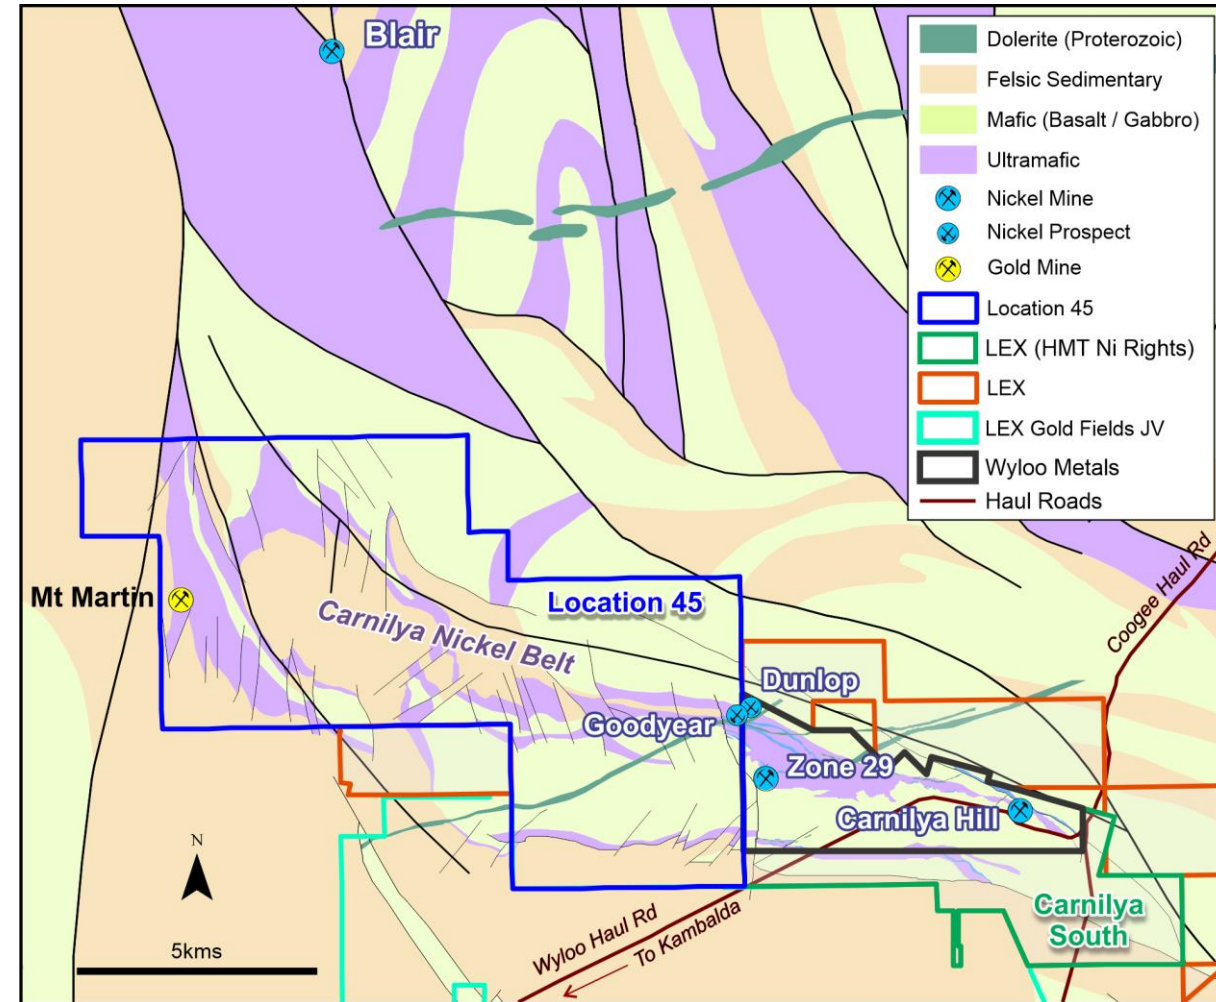 Blair
Dolerite (Proterozoic)
Felsic Sedimentary
Mafic (Basalt / Gabbro)
Ultramafic
Nickel Mine
Nickel Prospect
Gold Mine
Location 45
LEX (HMT Ni Rights)
LEX
LEX Gold Fields JV
Wyloo Metals
Haul Roads
Coogee Haul Rd
Mt Martin
Location 45
Carnilya Nickel Belt
Dunlop
Goodyear
Zone 29
Carnilya Hill
N
Carnilya
South
5kms
Wyloo Haul Rd
To Kambalda